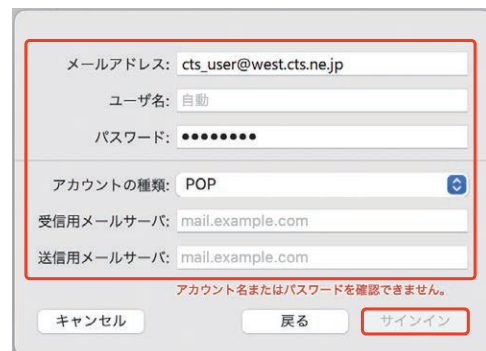 メールアドレス: cts_user@west.cts.ne.jp
ユーザ名: 自動
パスワード: ●●●●●●●●
アカウントの種類: POP
受信用メールサーバ: mail.example.com
送信用メールサーバ: mail.example.com
アカウント名またはパスワードを確認できません。
キャンセル 戻る サインイン